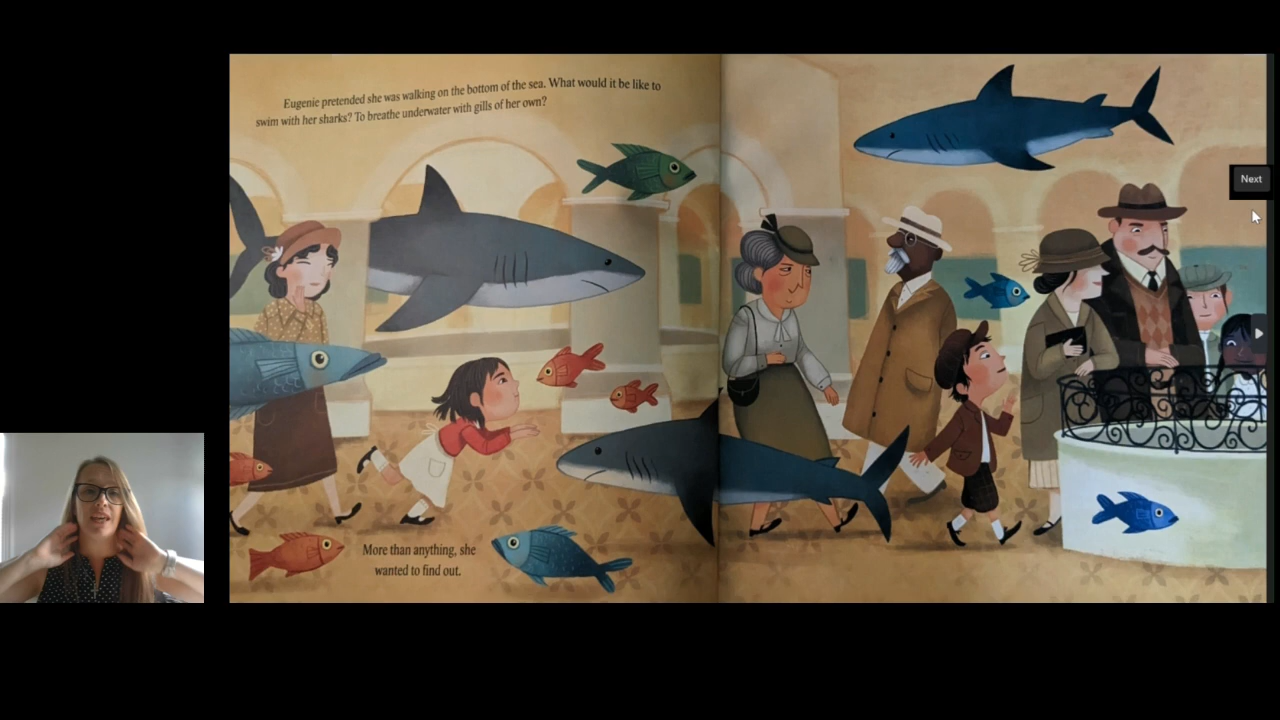 Eugenie pretended she was walking on the bottom of the sea. What would it be like to
swim with her sharks? To breathe underwater with gills of her own?
Next
More than anything, she
wanted to find out.